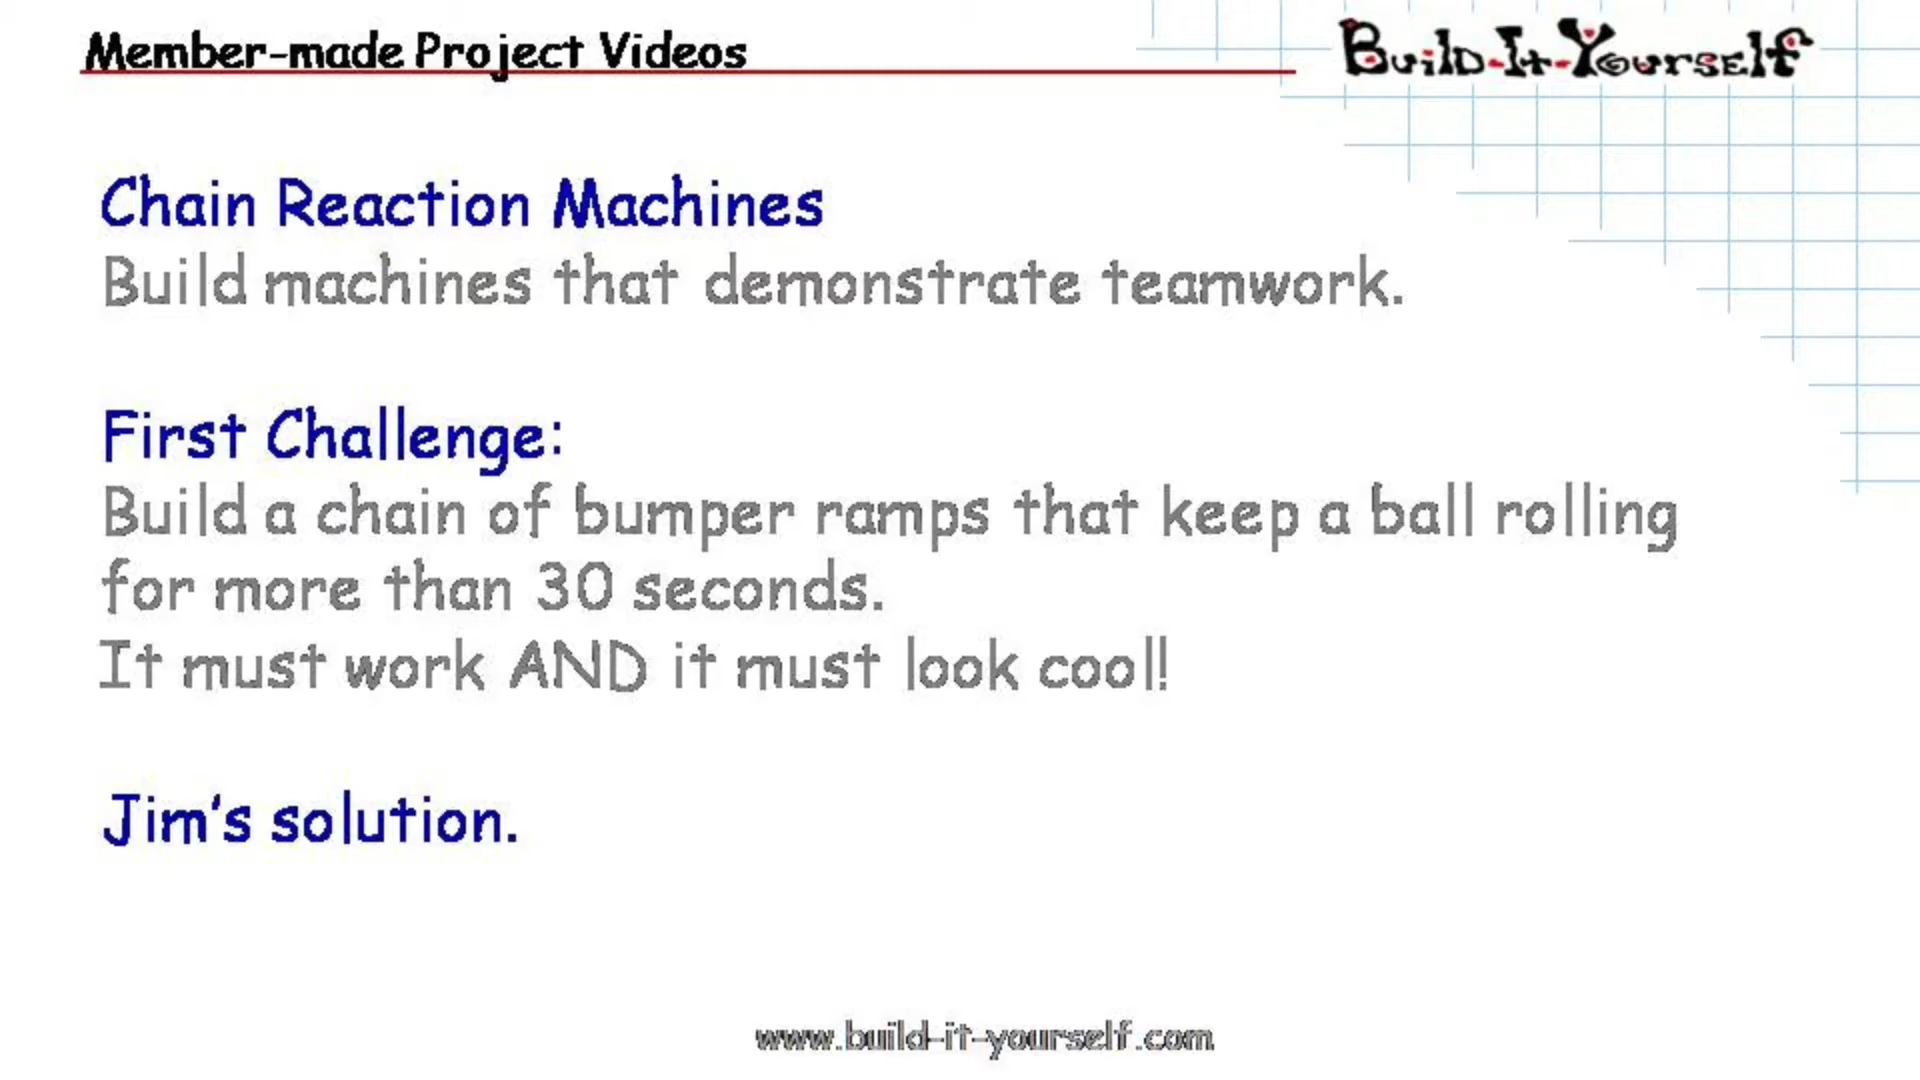 Member-made Project Videos
Build-It-Yourself
Chain Reaction Machines
Build machines that demonstrate teamwork.
First Challenge:
Build a chain of bumper ramps that keep a ball rolling
for more than 30 seconds.
It must work AND it must look cool!
Jim's solution.
www.build-it-yourself.com